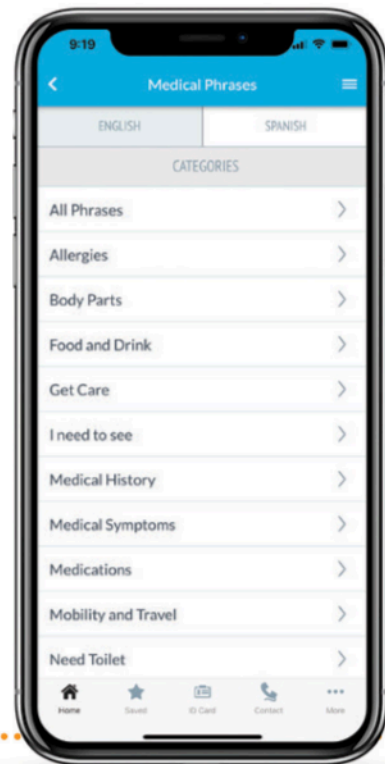 9:19
Medical Phrases
ENGLISH SPANISH
CATEGORIES
All Phrases
Allergies
Body Parts
Food and Drink
Get Care
I need to see
Medical History
Medical Symptoms
Medications
Mobility and Travel
Need Toilet
Home Saved ID Card Contact More